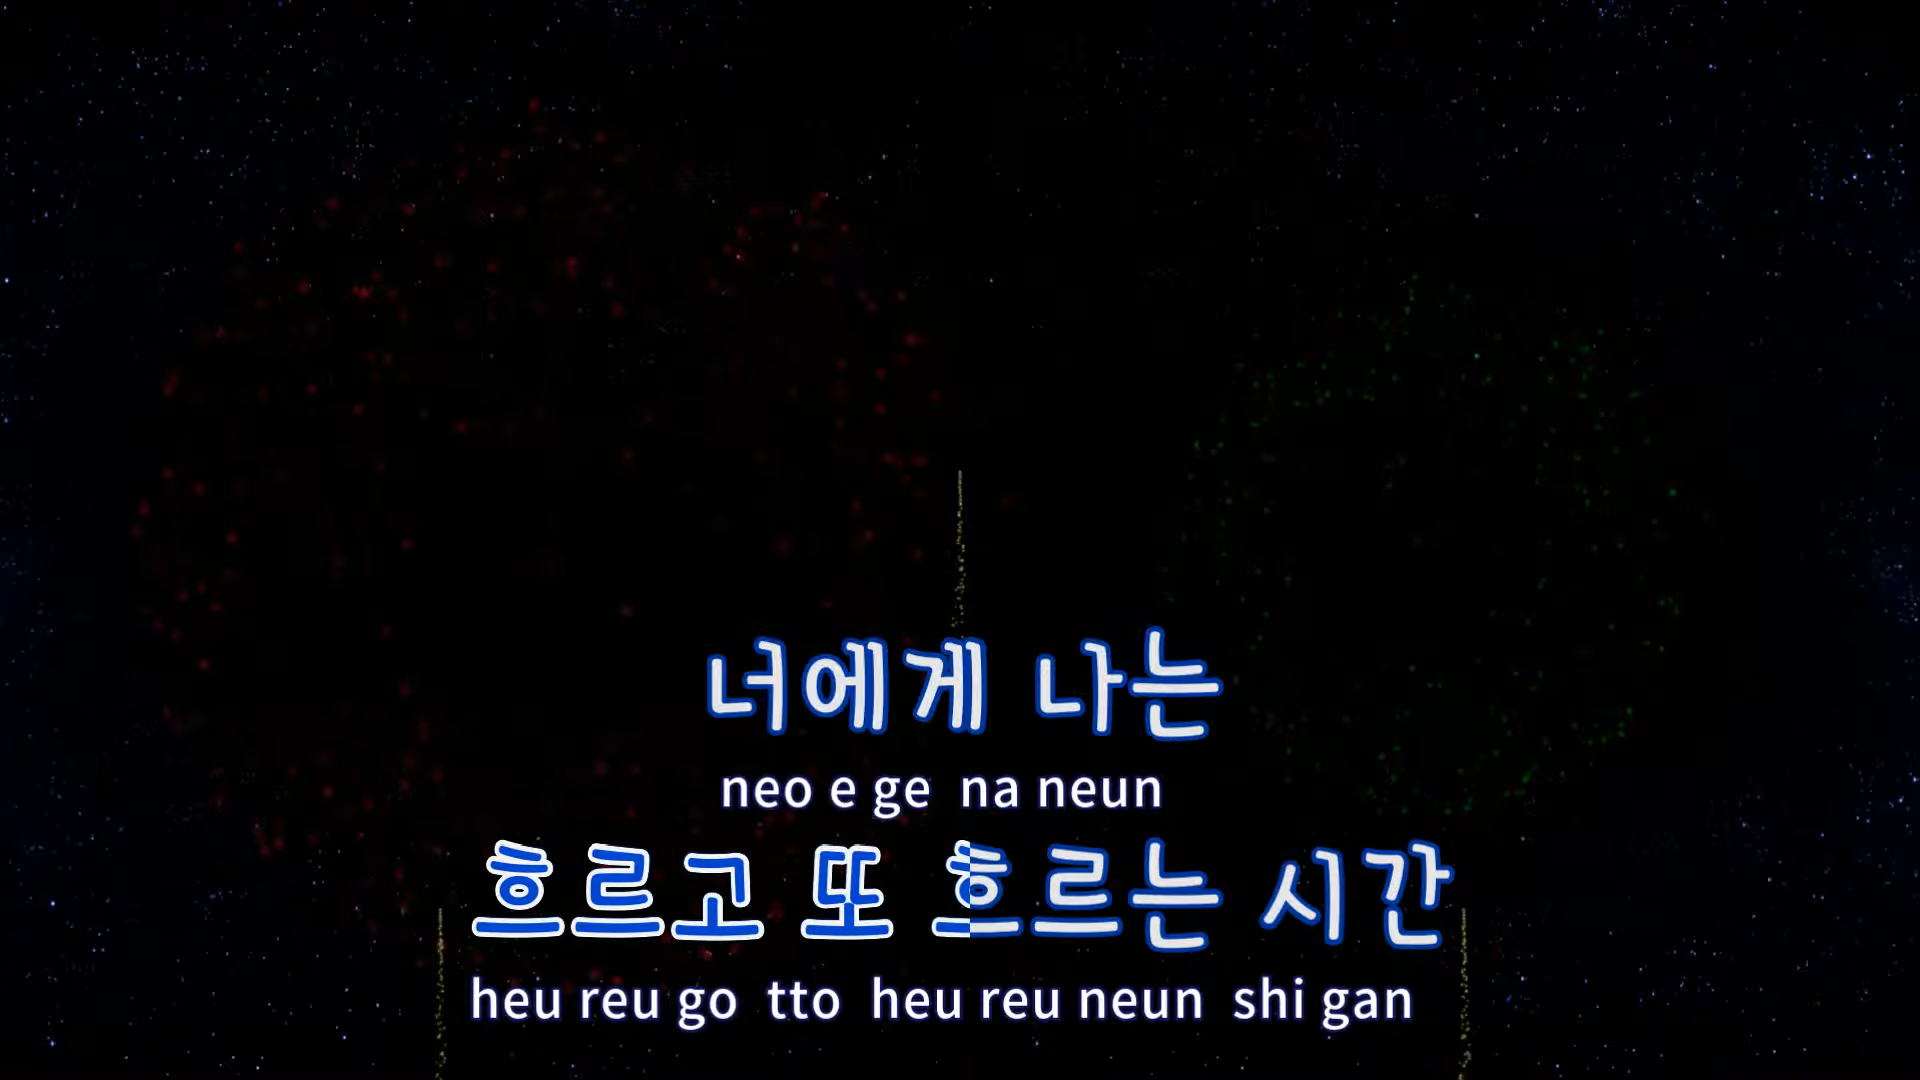 너에게 나는
neo e ge na neun
흐르고 또 흐르는 시간
heu reu go tto heu reu neun shi gan